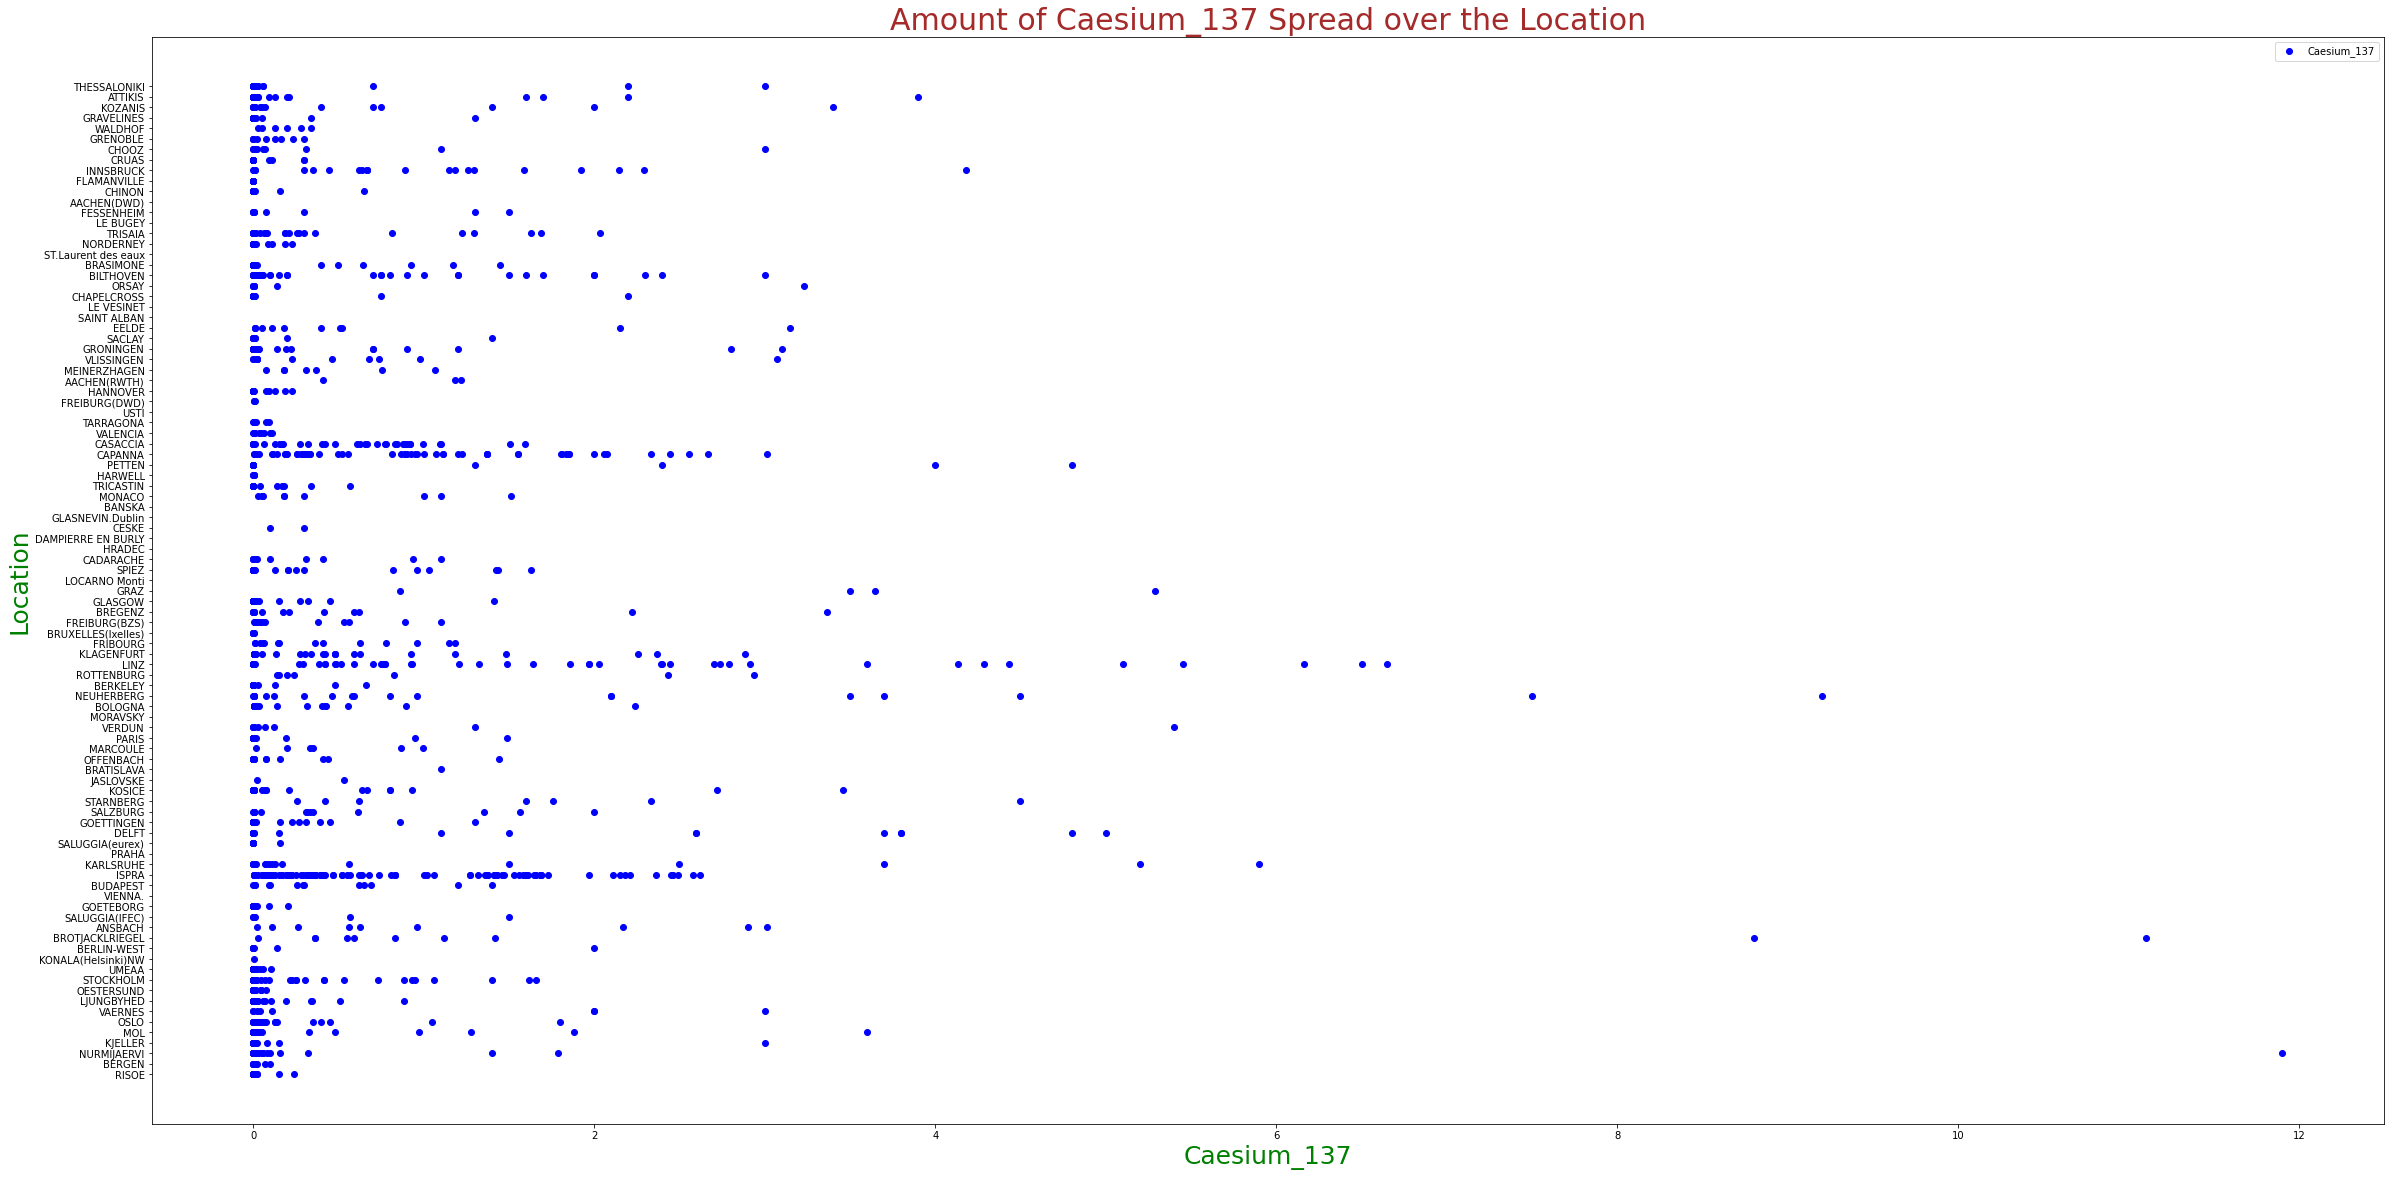 Amount of Caesium_137 Spread over the Location
Caesium_137
THESSALONIKI
ATTIKIS
KOZANIS
GRAVELINES
WALDHOF
GRENOBLE
CHOOZ
CRUAS
INNSBRUCK
FLAMANVILLE
CHINON
AACHEN(DWD)
FESSENHEIM
LE BUGEY
TRISAIA
NORDERNEY
ST.Laurent des eaux
BRASIMONE
BILTHOVEN
ORSAY
CHAPELCROSS
LE VESINET
SAINT ALBAN
EELDE
SACLAY
GRONINGEN
VLISSINGEN
MEINERZHAGEN
AACHEN(RWTH)
HANNOVER
FREIBURG(DWD)
USTI
TARRAGONA
VALENCIA
CASACCIA
CAPANNA
PETTEN
HARWELL
TRICASTIN
MONACO
BANSKA
GLASNEVIN.Dublin
CESKE
DAMPIERRE EN BURLY
HRADEC
CADARACHE
SPIEZ
LOCARNO Monti
GRAZ
GLASGOW
BREGENZ
FREIBURG(BZS)
BRUXELLES(Ixelles)
FRIBOURG
KLAGENFURT
LINZ
ROTTENBURG
BERKELEY
NEUHERBERG
BOLOGNA
MORAVSKY
VERDUN
PARIS
MARCOULE
OFFENBACH
BRATISLAVA
JASLOVSKE
KOSICE
STARNBERG
SALZBURG
GOETTINGEN
DELFT
SALUGGIA(eurex)
PRAHA
KARLSRUHE
ISPRA
BUDAPEST
VIENNA.
GOETEBORG
SALUGGIA(IFEC)
ANSBACH
BROTJACKLRIEGEL
BERLIN-WEST
KONALA(Helsinki)NW
UMEAA
STOCKHOLM
OESTERSUND
LJUNGBYHED
VAERNES
OSLO
MOL
KJELLER
NURMIJAERVI
BERGEN
RISOE
Location
0 2 4 6 8 10 12
Caesium_137